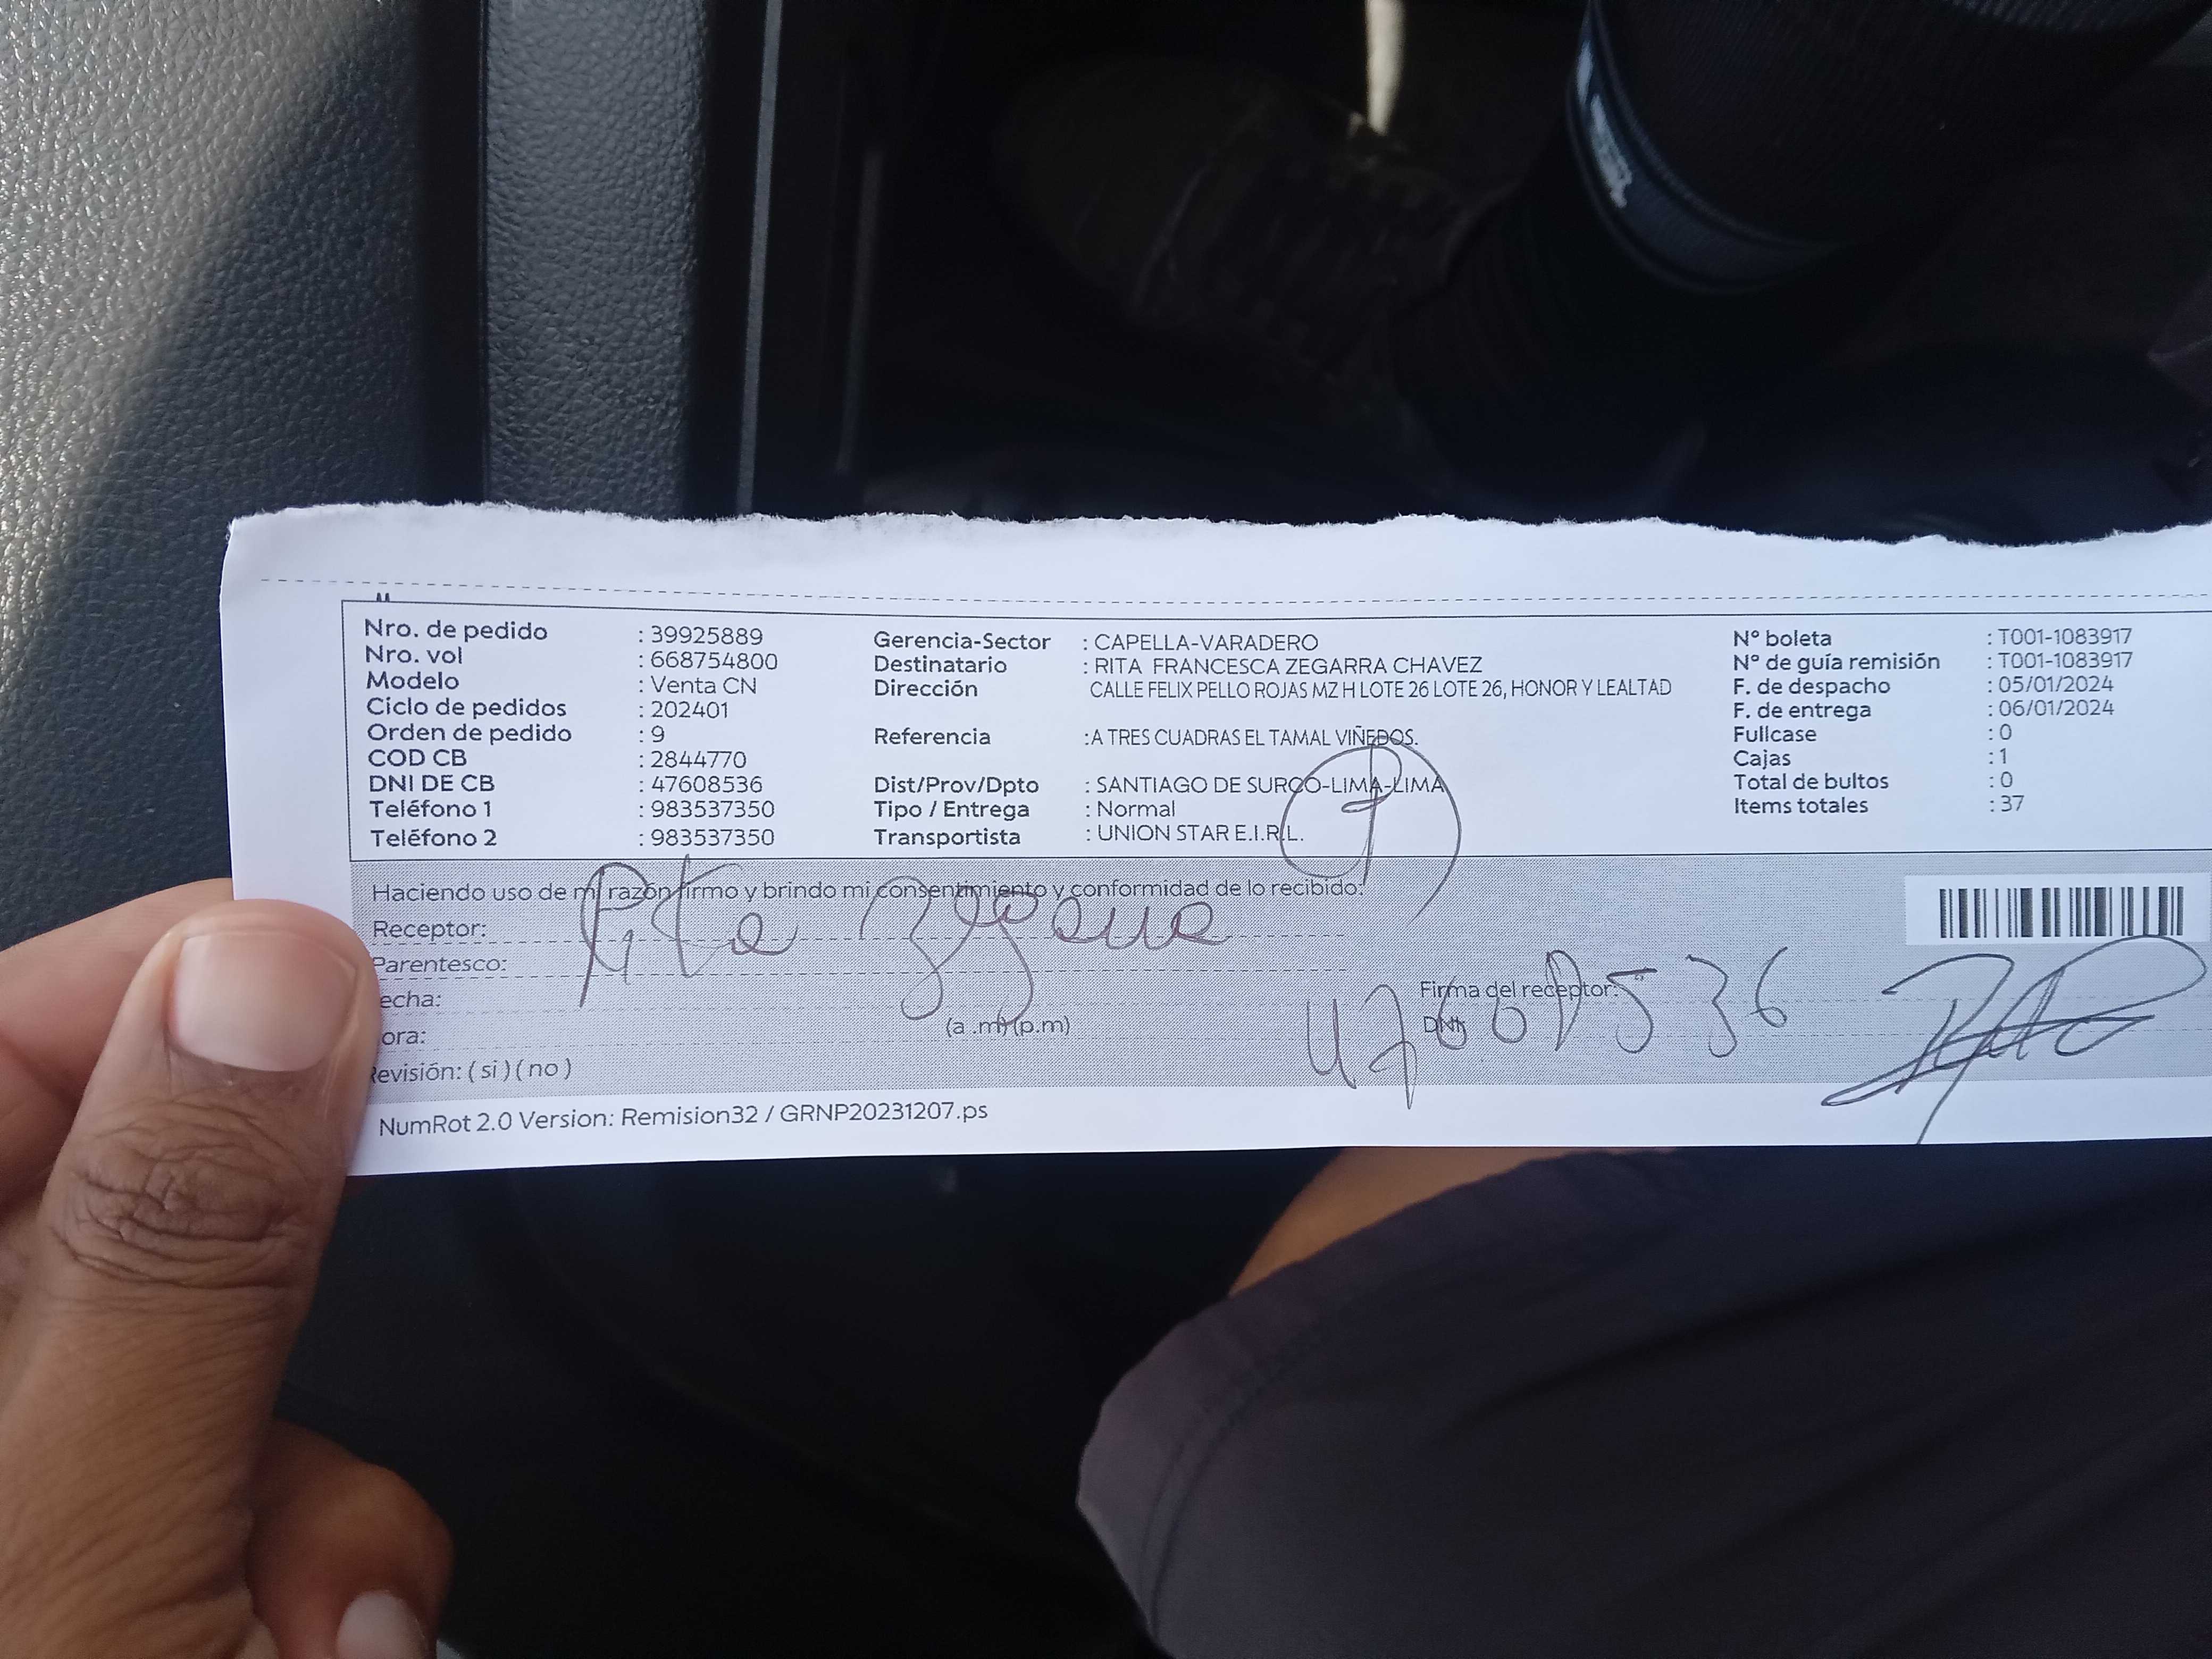 Nro. de pedido : 39925889
Nro. vol : 668754800
Modelo : Venta CN
Ciclo de pedidos : 202401
Orden de pedido : 9
COD CB : 2844770
DNI DE CB : 47608536
Teléfono 1 : 983537350
Teléfono 2 : 983537350
Gerencia-Sector : CAPELLA-VARADERO
Destinatario : RITA FRANCESCA ZEGARRA CHAVEZ
Dirección CALLE FELIX PELLO ROJAS MZ H LOTE 26 LOTE 26, HONOR Y LEALTAD
Referencia :A TRES CUADRAS EL TAMAL VIÑEDOS.
Dist/Prov/Dpto : SANTIAGO DE SURCO-LIMA-LIMA
Tipo / Entrega : Normal
Transportista : UNION STAR E.I.R.L.
N° boleta : T001-1083917
N° de guía remisión : T001-1083917
F. de despacho : 05/01/2024
F. de entrega : 06/01/2024
Fullcase : 0
Cajas : 1
Total de bultos : 0
Items totales : 37
Haciendo uso de mi razón firmo y brindo mi consentimiento y conformidad de lo recibido:
Receptor: Rita
Parentesco:
echa:
ora: (a .m) (p.m)
Revisión: ( si ) ( no )
Firma del receptor:
DNI: 47608536
NumRot 2.0 Version: Remision32 / GRNP20231207.ps